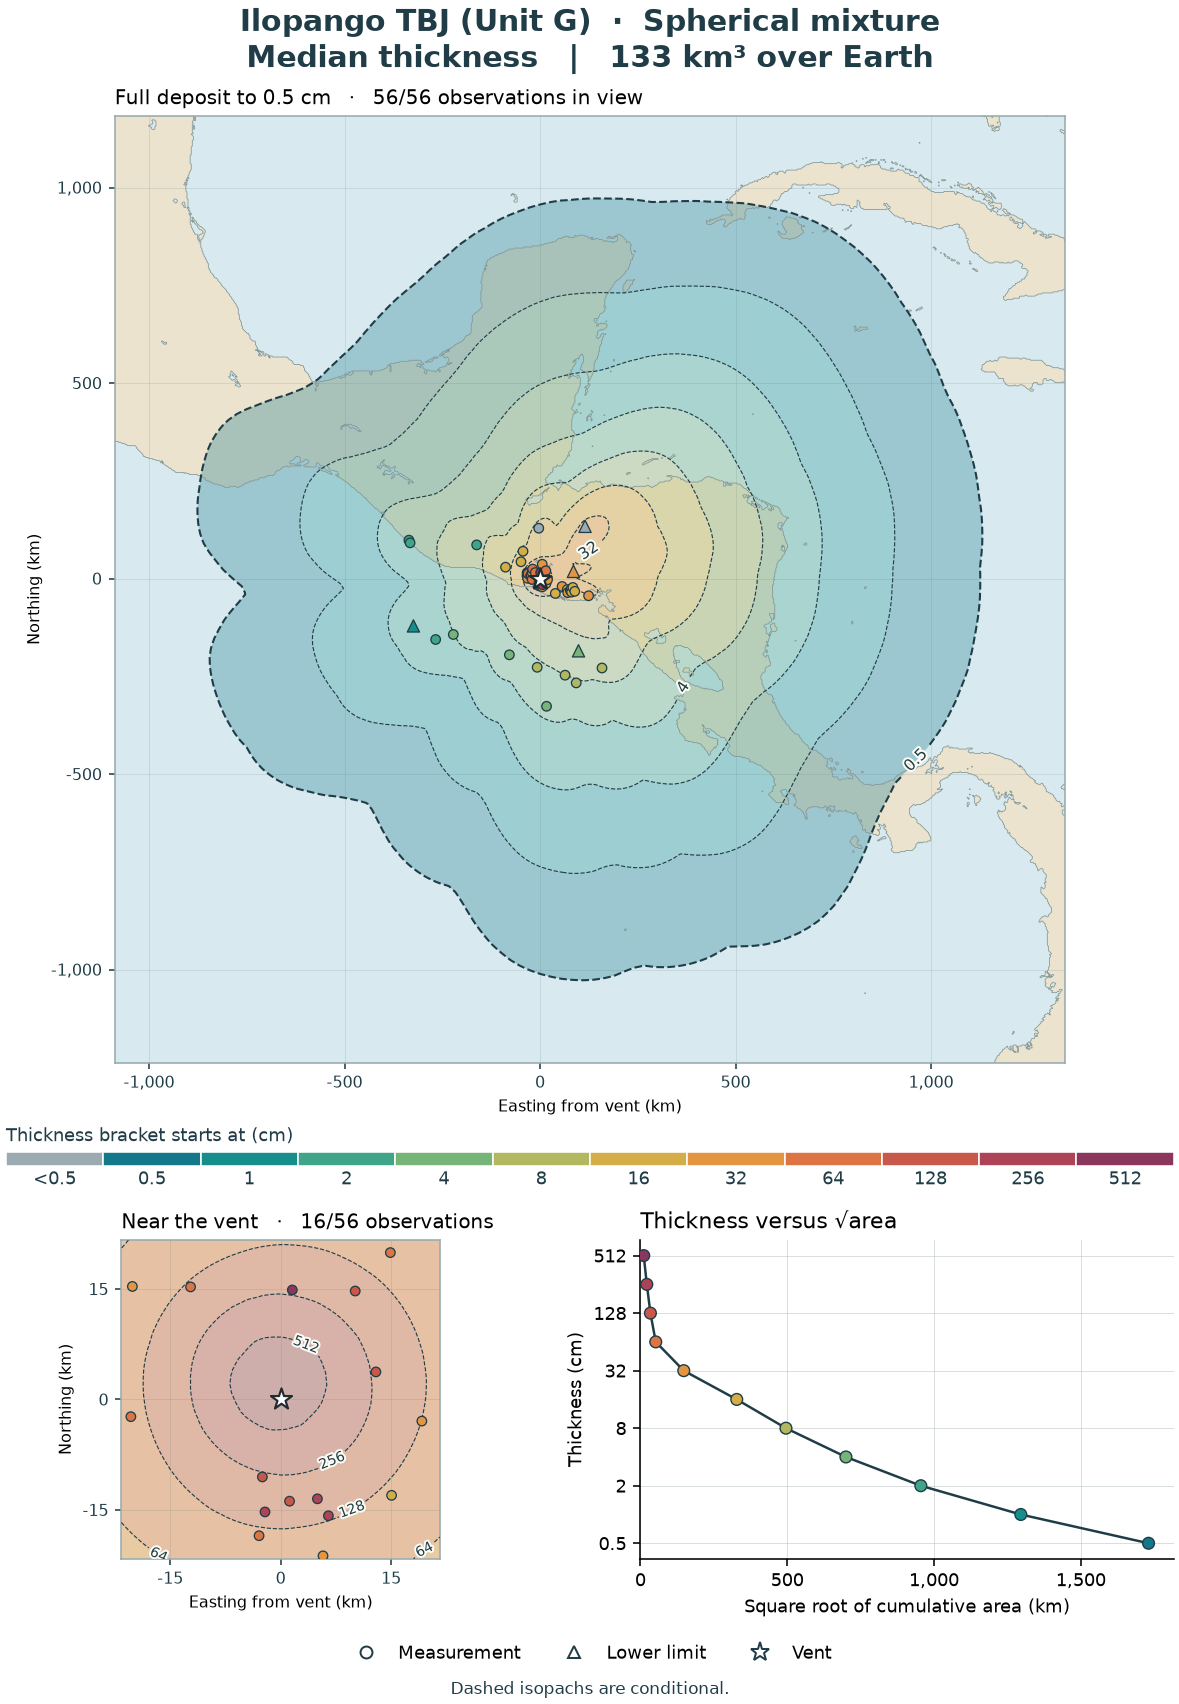 Ilopango TBJ (Unit G)  ·  Spherical mixture
Median thickness   |   133 km³ over Earth
Full deposit to 0.5 cm   ·   56/56 observations in view
1,000
500
0
-500
-1,000
Northing (km)
32
4
0.5
-1,000
-500
0
500
1,000
Easting from vent (km)
Thickness bracket starts at (cm)
<0.5
0.5
1
2
4
8
16
32
64
128
256
512
Near the vent   ·   16/56 observations
15
0
-15
Northing (km)
512
256
128
64
64
-15
0
15
Easting from vent (km)
Thickness versus √area
512
128
32
8
2
0.5
Thickness (cm)
0
500
1,000
1,500
Square root of cumulative area (km)
Measurement
Lower limit
Vent
Dashed isopachs are conditional.